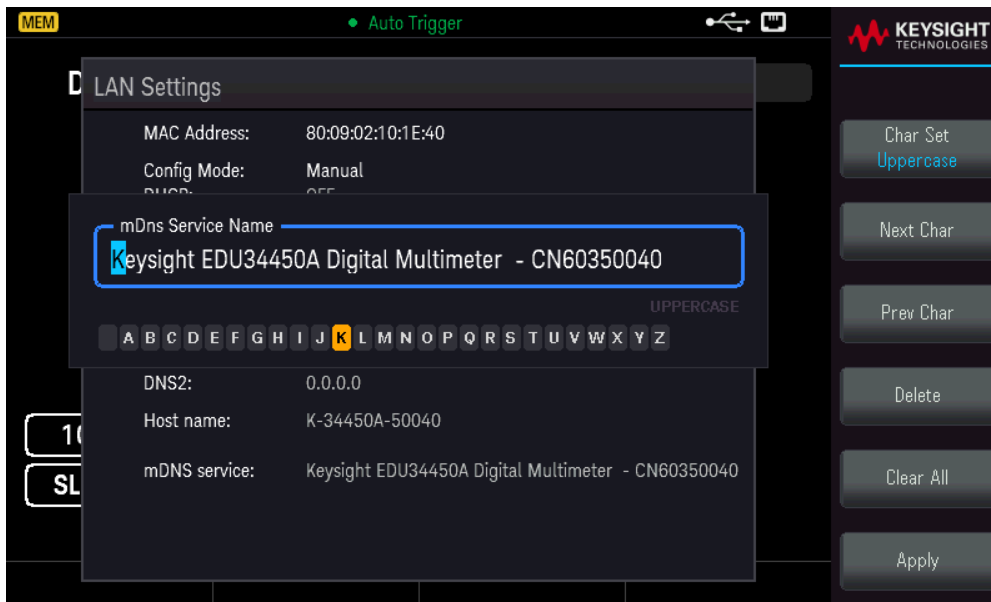 MEM
Auto Trigger
KEYSIGHT
TECHNOLOGIES
D
LAN Settings
MAC Address: 80:09:02:10:1E:40
Config Mode: Manual
mDns Service Name
Keysight EDU34450A Digital Multimeter - CN60350040
UPPERCASE
A B C D E F G H I J K L M N O P Q R S T U V W X Y Z
DNS2: 0.0.0.0
Host name: K-34450A-50040
mDNS service: Keysight EDU34450A Digital Multimeter - CN60350040
10
SL
Char Set
Uppercase
Next Char
Prev Char
Delete
Clear All
Apply